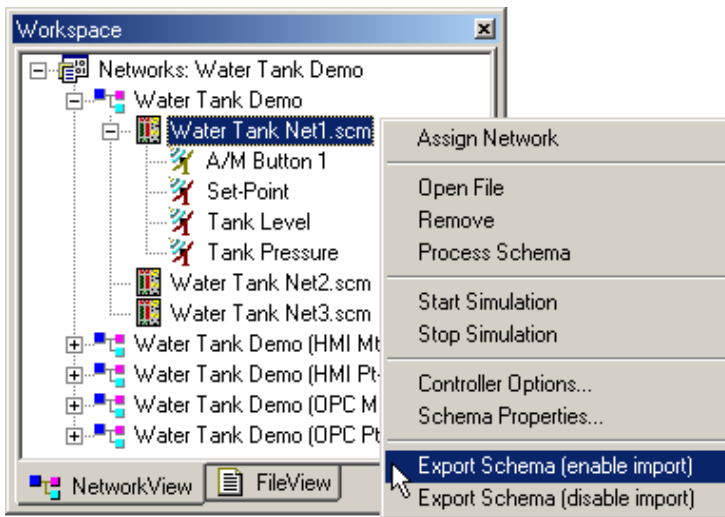 Workspace
Networks: Water Tank Demo
Water Tank Demo
Water Tank Net1.scm
A/M Button 1
Set-Point
Tank Level
Tank Pressure
Water Tank Net2.scm
Water Tank Net3.scm
Water Tank Demo (HMI Mt
Water Tank Demo (HMI Pt-
Water Tank Demo (OPC M
Water Tank Demo (OPC Pt
NetworkView
FileView
Assign Network
Open File
Remove
Process Schema
Start Simulation
Stop Simulation
Controller Options...
Schema Properties...
Export Schema (enable import)
Export Schema (disable import)